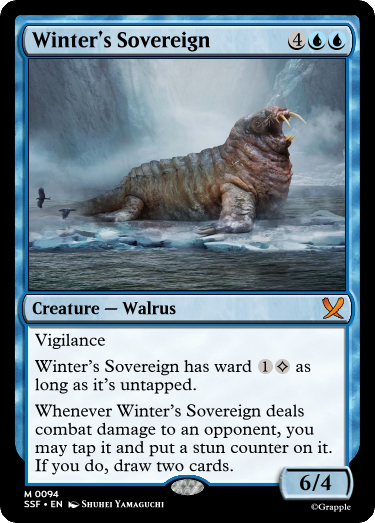 Winter's Sovereign 4
Creature — Walrus
Vigilance
Winter's Sovereign has ward 1 as
long as it's untapped.
Whenever Winter's Sovereign deals
combat damage to an opponent, you
may tap it and put a stun counter on it.
If you do, draw two cards.
6/4
M 0094
SSF • EN Shuhei Yamaguchi
©Grapple